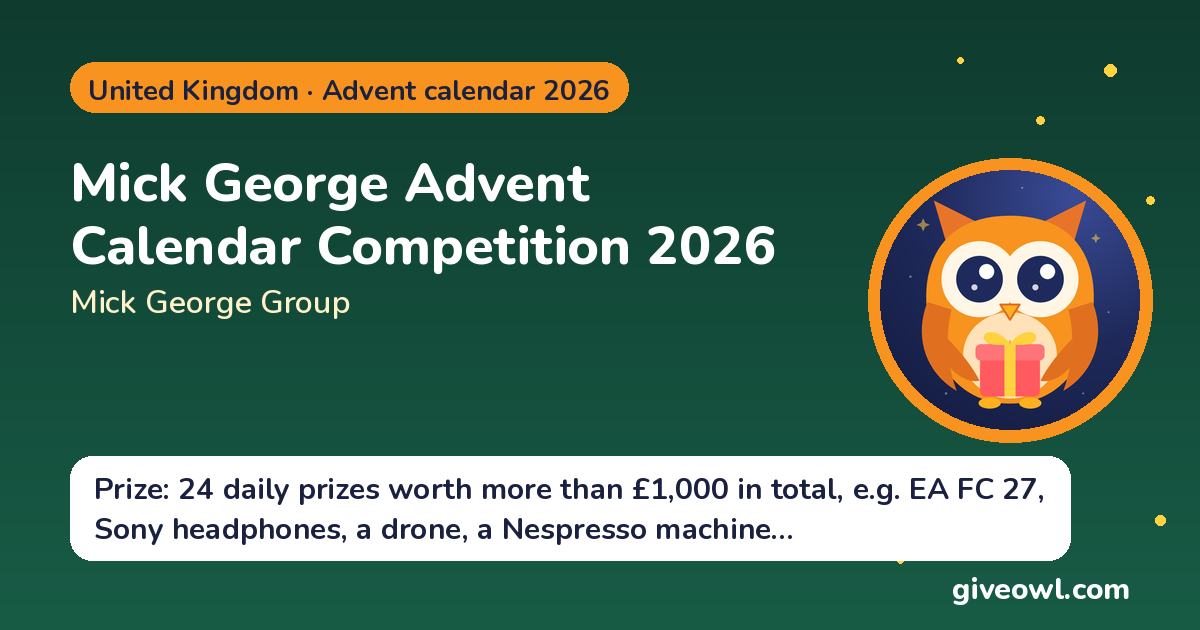 United Kingdom · Advent calendar 2026
Mick George Advent
Calendar Competition 2026
Mick George Group
Prize: 24 daily prizes worth more than £1,000 in total, e.g. EA FC 27,
Sony headphones, a drone, a Nespresso machine...
giveowl.com